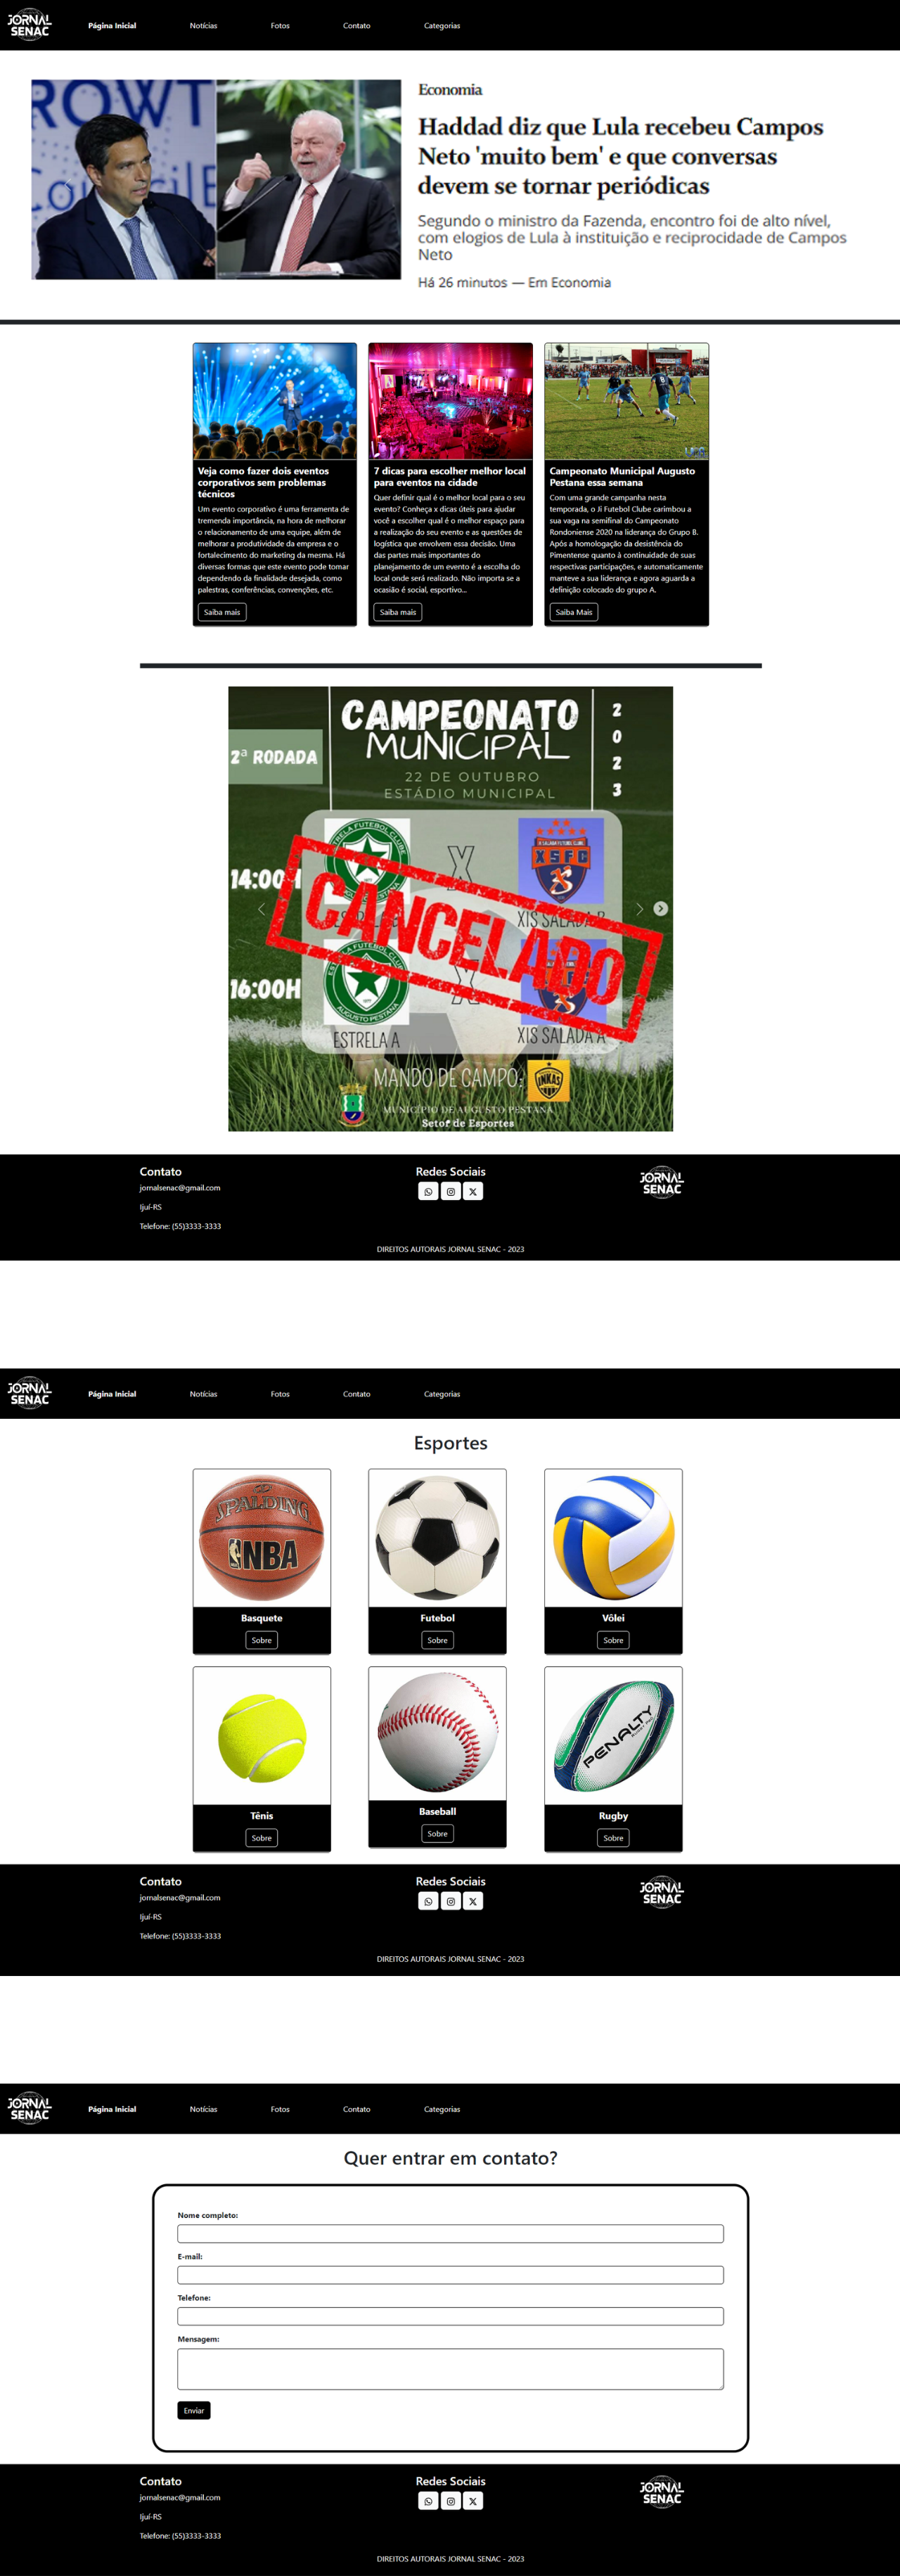 JORNAL
SENAC
Página Inicial
Notícias
Fotos
Contato
Categorias
ROWT
Council
Economia
Haddad diz que Lula recebeu Campos
Neto 'muito bem' e que conversas
devem se tornar periódicas
Segundo o ministro da Fazenda, encontro foi de alto nível,
com elogios de Lula à instituição e reciprocidade de Campos
Neto
Há 26 minutos — Em Economia
Veja como fazer dois eventos
corporativos sem problemas
técnicos
Um evento corporativo é uma ferramenta de
tremenda importância, na hora de melhorar
o relacionamento de uma equipe, além de
melhorar a produtividade da empresa e o
fortalecimento do marketing da mesma. Há
diversas formas que este evento pode tomar
dependendo da finalidade desejada, como
palestras, conferências, convenções, etc.
Saiba mais
7 dicas para escolher melhor local
para eventos na cidade
Quer definir qual é o melhor local para o seu
evento? Conheça x dicas úteis para ajudar
você a escolher qual é o melhor espaço para
a realização do seu evento e as questões de
logística que envolvem essa decisão. Uma
das partes mais importantes do
planejamento de um evento é a escolha do
local onde será realizado. Não importa se a
ocasião é social, esportivo...
Saiba mais
Campeonato Municipal Augusto
Pestana essa semana
Com uma grande campanha nesta
temporada, o Ji Futebol Clube carimbou a
sua vaga na semifinal do Campeonato
Rondoniense 2020 na liderança do Grupo B.
Após a homologação da desistência do
Pimentense quanto à continuidade de suas
respectivas participações, e automaticamente
manteve a sua liderança e agora aguarda a
definição colocado do grupo A.
Saiba Mais
CAMPEONATO
MUNICIPAL
2
0
2
3
2ª RODADA
22 DE OUTUBRO
ESTÁDIO MUNICIPAL
14:00H
X
XSFC
XIS SALADA B
CANCELADO
16:00H
X
AUGUSTO PESTANA
ESTRELA A
XIS SALADA A
MANDO DE CAMPO:
INKAS
MUNICÍPIO DE AUGUSTO PESTANA
Setor de Esportes
Contato
jornalsenac@gmail.com
Ijuí-RS
Telefone: (55)3333-3333
Redes Sociais
JORNAL
SENAC
DIREITOS AUTORAIS JORNAL SENAC - 2023
JORNAL
SENAC
Página Inicial
Notícias
Fotos
Contato
Categorias
Esportes
SPALDING
NBA
Basquete
Sobre
Futebol
Sobre
Vôlei
Sobre
Tênis
Sobre
Baseball
Sobre
PENALTY
Rugby
Sobre
Contato
jornalsenac@gmail.com
Ijuí-RS
Telefone: (55)3333-3333
Redes Sociais
JORNAL
SENAC
DIREITOS AUTORAIS JORNAL SENAC - 2023
JORNAL
SENAC
Página Inicial
Notícias
Fotos
Contato
Categorias
Quer entrar em contato?
Nome completo:
E-mail:
Telefone:
Mensagem:
Enviar
Contato
jornalsenac@gmail.com
Ijuí-RS
Telefone: (55)3333-3333
Redes Sociais
JORNAL
SENAC
DIREITOS AUTORAIS JORNAL SENAC - 2023